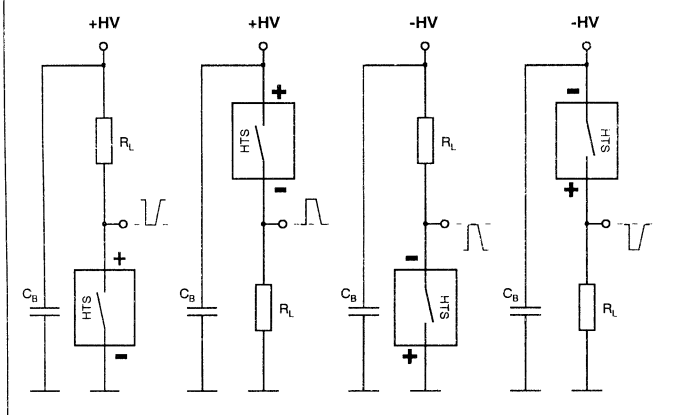 +HV
+HV
-HV
-HV
+
-
HTS
-
+
HTS
R_L
R_L
+
-
HTS
-
+
HTS
R_L
R_L
C_B
C_B
C_B
C_B